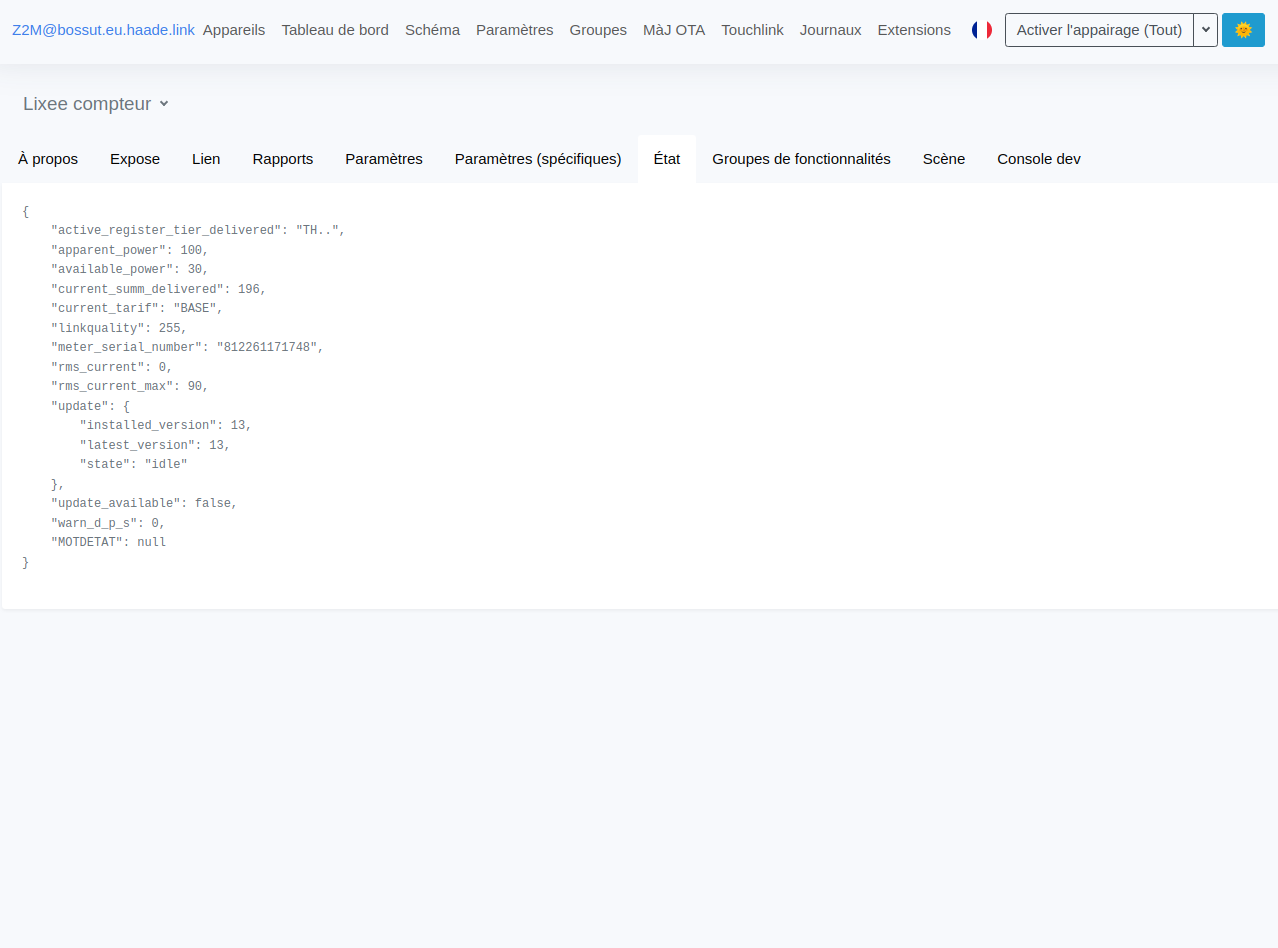 Z2M@bossut.eu.haade.link Appareils Tableau de bord Schéma Paramètres Groupes MàJ OTA Touchlink Journaux Extensions Activer l'appairage (Tout)
Lixee compteur
À propos Expose Lien Rapports Paramètres Paramètres (spécifiques) État Groupes de fonctionnalités Scène Console dev
{
    "active_register_tier_delivered": "TH..",
    "apparent_power": 100,
    "available_power": 30,
    "current_summ_delivered": 196,
    "current_tarif": "BASE",
    "linkquality": 255,
    "meter_serial_number": "812261171748",
    "rms_current": 0,
    "rms_current_max": 90,
    "update": {
        "installed_version": 13,
        "latest_version": 13,
        "state": "idle"
    },
    "update_available": false,
    "warn_d_p_s": 0,
    "MOTDETAT": null
}